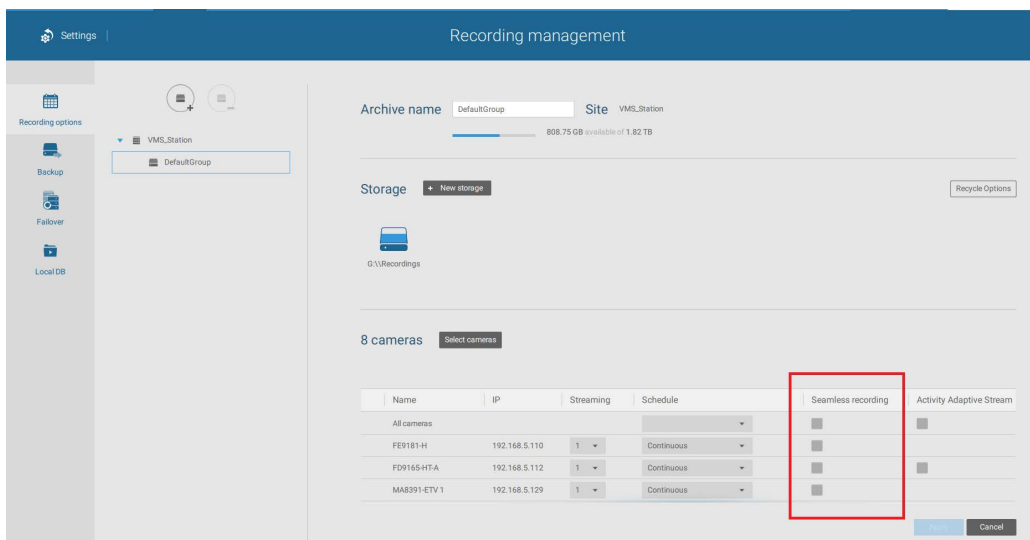 Settings
Recording management
Recording options
Backup
Failover
Local DB
VMS_Station
DefaultGroup
Archive name DefaultGroup Site VMS_Station
808.75 GB available of 1.82 TB
Storage + New storage Recycle Options
G:\\Recordings
8 cameras Select cameras
Name IP Streaming Schedule Seamless recording Activity Adaptive Stream
All cameras
FE9181-H 192.168.5.110 1 Continuous
FD9165-HT-A 192.168.5.112 1 Continuous
MA8391-ETV 1 192.168.5.129 1 Continuous
Cancel